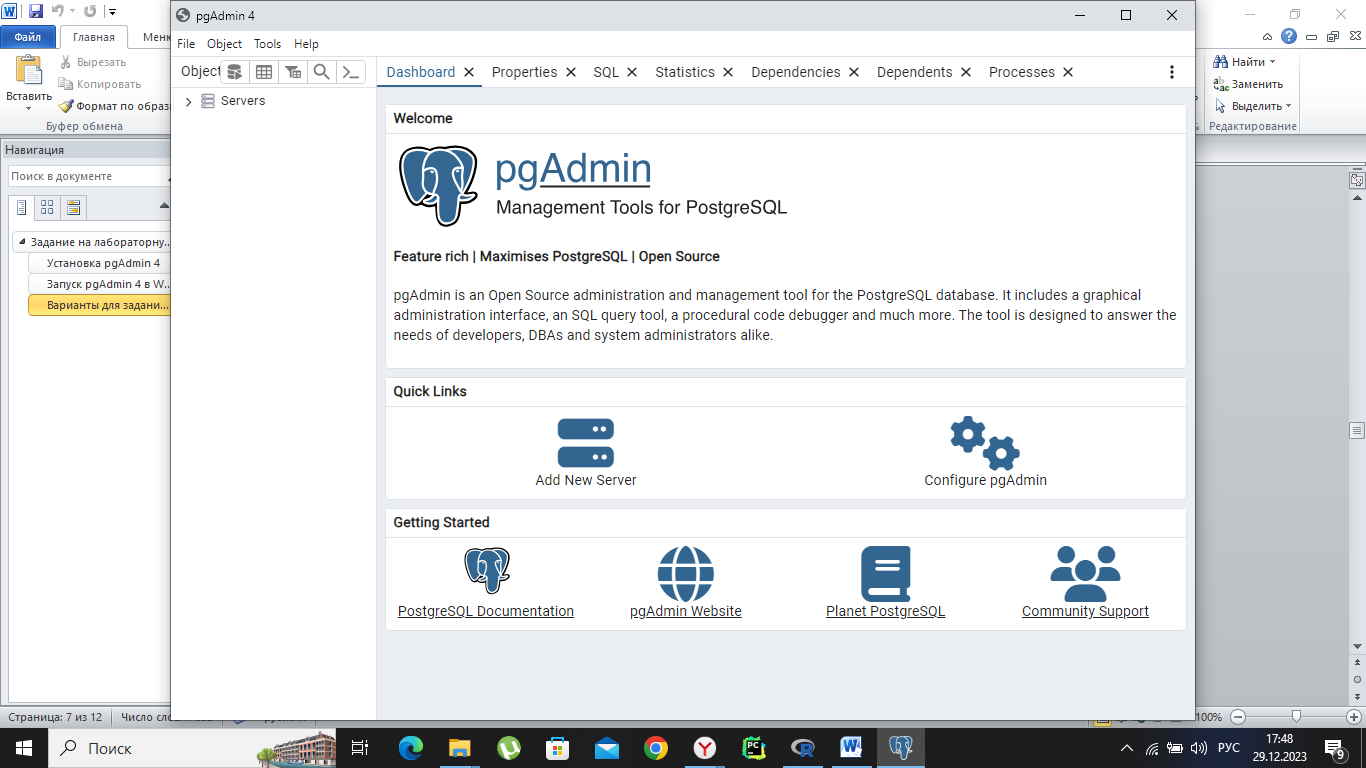 pgAdmin 4
Файл
Главная
Меню
Вставить
Вырезать
Копировать
Формат по образ
Буфер обмена
Найти
Заменить
Выделить
Редактирование
File Object Tools Help
Object
Dashboard Properties SQL Statistics Dependencies Dependents Processes
Servers
Навигация
Поиск в документе
Задание на лабораторну...
Установка pgAdmin 4
Запуск pgAdmin 4 в W...
Варианты для задани...
Welcome
pgAdmin
Management Tools for PostgreSQL
Feature rich | Maximises PostgreSQL | Open Source
pgAdmin is an Open Source administration and management tool for the PostgreSQL database. It includes a graphical
administration interface, an SQL query tool, a procedural code debugger and much more. The tool is designed to answer the
needs of developers, DBAs and system administrators alike.
Quick Links
Add New Server
Configure pgAdmin
Getting Started
PostgreSQL Documentation
pgAdmin Website
Planet PostgreSQL
Community Support
Страница: 7 из 12
Число сло
100%
Поиск
РУС
17:48
29.12.2023
9